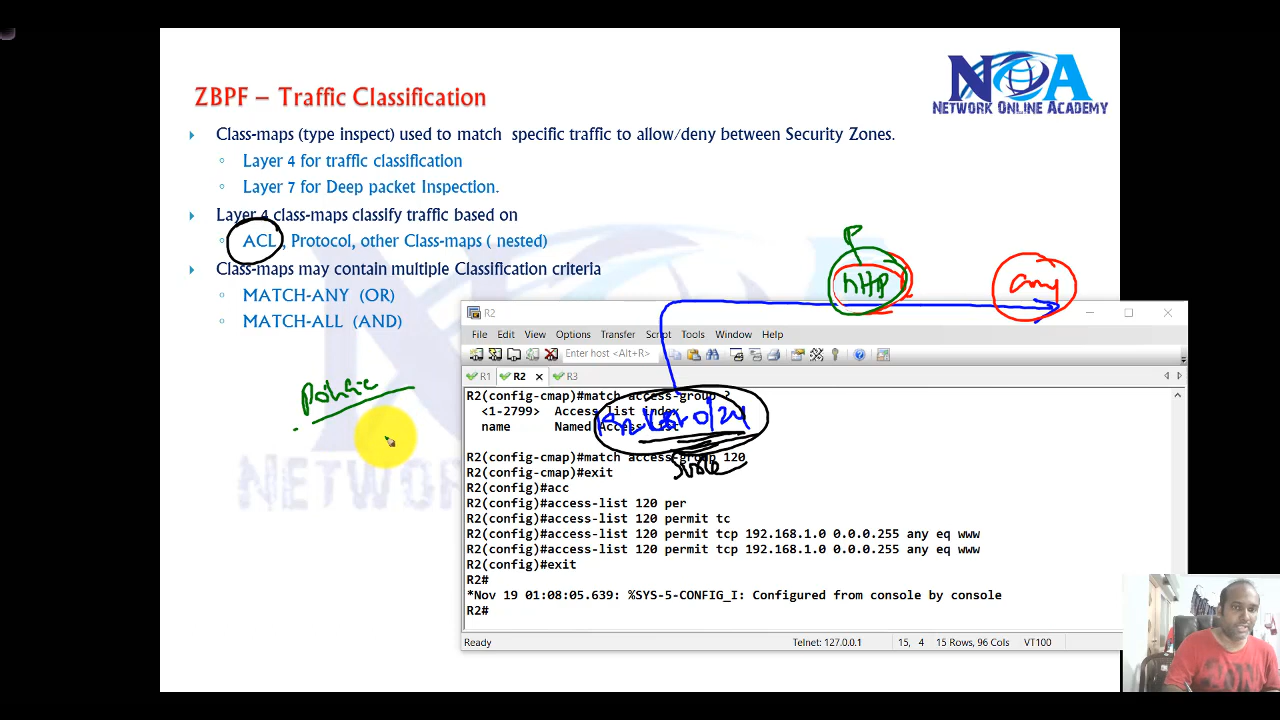 NOA
NETWORK ONLINE ACADEMY
ZBPF – Traffic Classification
Class-maps (type inspect) used to match specific traffic to allow/deny between Security Zones.
Layer 4 for traffic classification
Layer 7 for Deep packet Inspection.
Layer 4 class-maps classify traffic based on
ACL , Protocol, other Class-maps ( nested)
Class-maps may contain multiple Classification criteria
MATCH-ANY (OR)
MATCH-ALL (AND)
P
any
R2
File Edit View Options Transfer Script Tools Window Help
Enter host <Alt+R>
R1 R2 R3
R2(config-cmap)#match access-group ?
<1-2799> Access list index
name Named Access list
R2(config-cmap)#match access-group 120
R2(config-cmap)#exit
R2(config)#acc
R2(config)#access-list 120 per
R2(config)#access-list 120 permit tc
R2(config)#access-list 120 permit tcp 192.168.1.0 0.0.0.255 any eq www
R2(config)#access-list 120 permit tcp 192.168.1.0 0.0.0.255 any eq www
R2(config)#exit
R2#
*Nov 19 01:08:05.639: %SYS-5-CONFIG_I: Configured from console by console
R2#
Ready Telnet: 127.0.0.1 15, 4 15 Rows, 96 Cols VT100
NETWORK